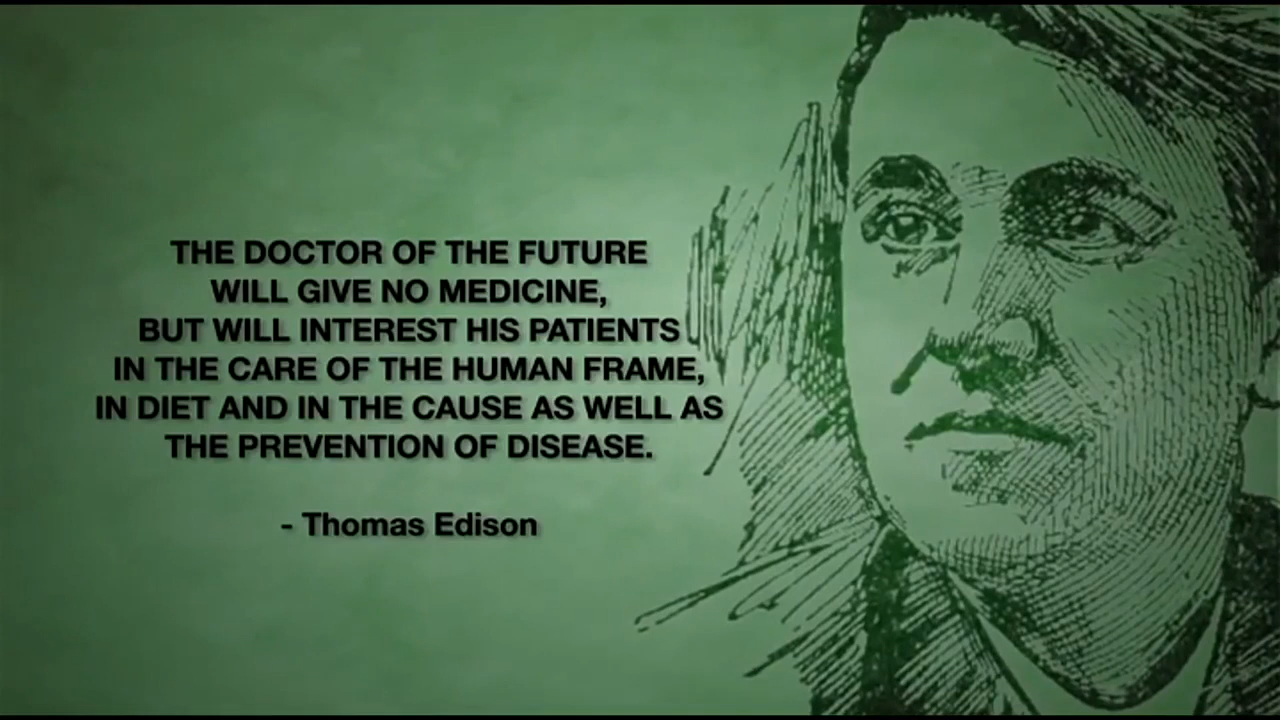 THE DOCTOR OF THE FUTURE
WILL GIVE NO MEDICINE,
BUT WILL INTEREST HIS PATIENTS
IN THE CARE OF THE HUMAN FRAME,
IN DIET AND IN THE CAUSE AS WELL AS
THE PREVENTION OF DISEASE.
- Thomas Edison